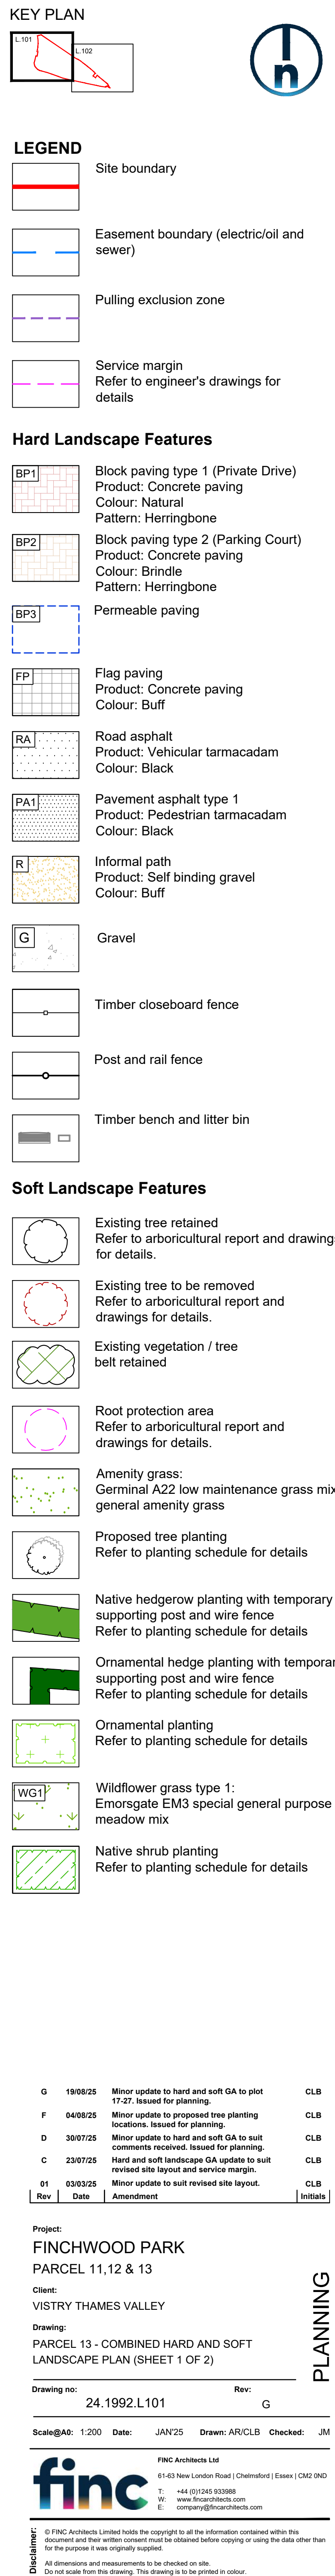 KEY PLAN
L.101
L.102
In
LEGEND
Site boundary
Easement boundary (electric/oil and
sewer)
Pulling exclusion zone
Service margin
Refer to engineer's drawings for
details
Hard Landscape Features
BP1
Block paving type 1 (Private Drive)
Product: Concrete paving
Colour: Natural
Pattern: Herringbone
BP2
Block paving type 2 (Parking Court)
Product: Concrete paving
Colour: Brindle
Pattern: Herringbone
BP3
Permeable paving
FP
Flag paving
Product: Concrete paving
Colour: Buff
RA
Road asphalt
Product: Vehicular tarmacadam
Colour: Black
PA1
Pavement asphalt type 1
Product: Pedestrian tarmacadam
Colour: Black
R
Informal path
Product: Self binding gravel
Colour: Buff
G
Gravel
Timber closeboard fence
Post and rail fence
Timber bench and litter bin
Soft Landscape Features
Existing tree retained
Refer to arboricultural report and drawings
for details.
Existing tree to be removed
Refer to arboricultural report and
drawings for details.
Existing vegetation / tree
belt retained
Root protection area
Refer to arboricultural report and
drawings for details.
Amenity grass:
Germinal A22 low maintenance grass mix
general amenity grass
Proposed tree planting
Refer to planting schedule for details
Native hedgerow planting with temporary
supporting post and wire fence
Refer to planting schedule for details
Ornamental hedge planting with temporar
supporting post and wire fence
Refer to planting schedule for details
Ornamental planting
Refer to planting schedule for details
WG1
Wildflower grass type 1:
Emorsgate EM3 special general purpose
meadow mix
Native shrub planting
Refer to planting schedule for details
G 19/08/25 Minor update to hard and soft GA to plot CLB
17-27. Issued for planning.
F 04/08/25 Minor update to proposed tree planting CLB
locations. Issued for planning.
D 30/07/25 Minor update to hard and soft GA to suit CLB
comments received. Issued for planning.
C 23/07/25 Hard and soft landscape GA update to suit CLB
revised site layout and service margin.
01 03/03/25 Minor update to suit revised site layout. CLB
Rev Date Amendment Initials
Project:
FINCHWOOD PARK
PARCEL 11,12 & 13
Client:
VISTRY THAMES VALLEY
Drawing:
PARCEL 13 - COMBINED HARD AND SOFT
LANDSCAPE PLAN (SHEET 1 OF 2)
PLANNING
Drawing no: Rev:
24.1992.L101 G
Scale@A0: 1:200 Date: JAN'25 Drawn: AR/CLB Checked: JM
finc
FINC Architects Ltd
61-63 New London Road | Chelmsford | Essex | CM2 0ND
T: +44 (0)1245 933988
W: www.fincarchitects.com
E: company@fincarchitects.com
Disclaimer:
© FINC Architects Limited holds the copyright to all the information contained within this
document and their written consent must be obtained before copying or using the data other than
for the purpose it was originally supplied.
All dimensions and measurements to be checked on site.
Do not scale from this drawing. This drawing is to be printed in colour.